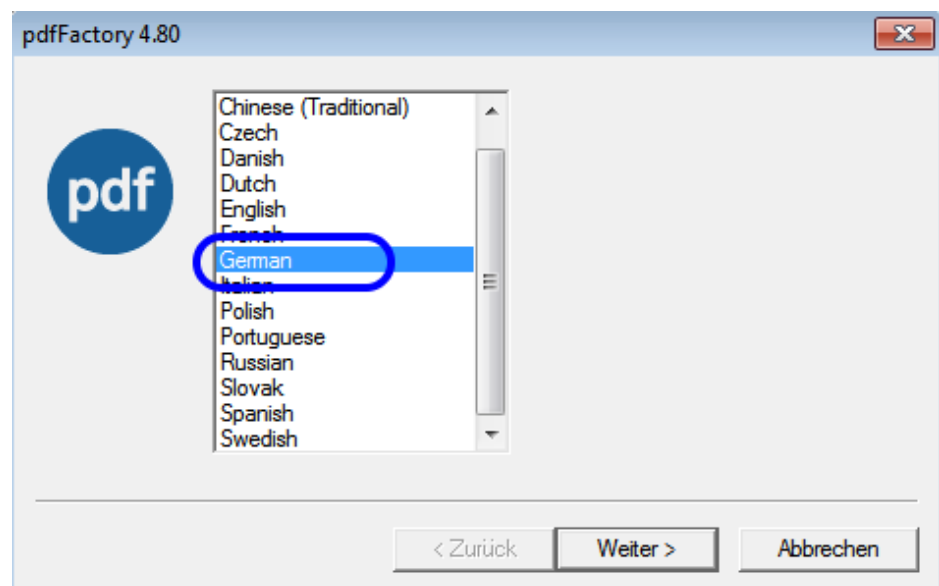 pdfFactory 4.80
pdf
Chinese (Traditional)
Czech
Danish
Dutch
English
French
German
Italian
Polish
Portuguese
Russian
Slovak
Spanish
Swedish
< Zurück
Weiter >
Abbrechen